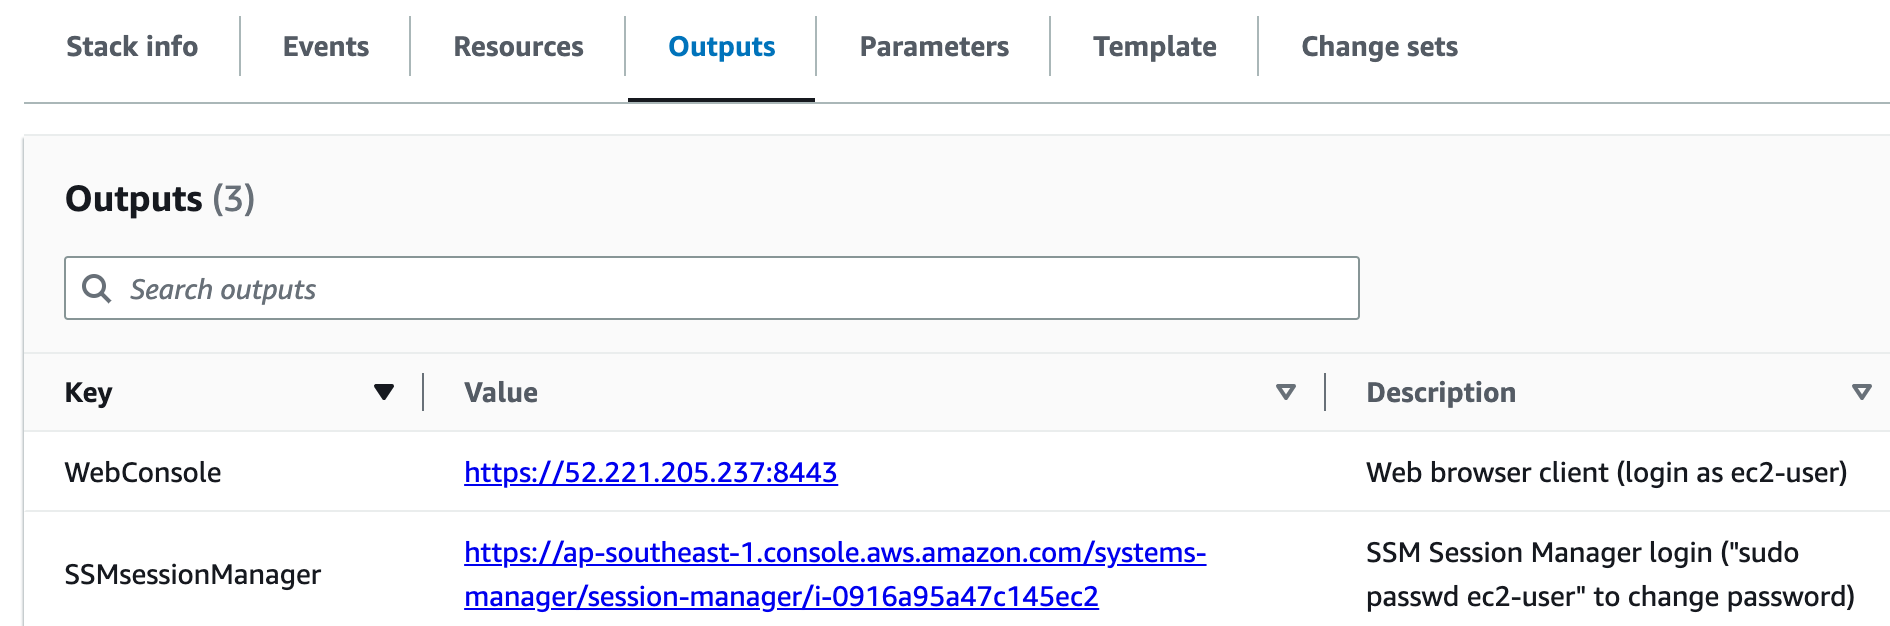 Stack info Events Resources Outputs Parameters Template Change sets
Outputs (3)
Search outputs
Key Value Description
WebConsole https://52.221.205.237:8443 Web browser client (login as ec2-user)
SSMsessionManager https://ap-southeast-1.console.aws.amazon.com/systems-
manager/session-manager/i-0916a95a47c145ec2
SSM Session Manager login ("sudo
passwd ec2-user" to change password)